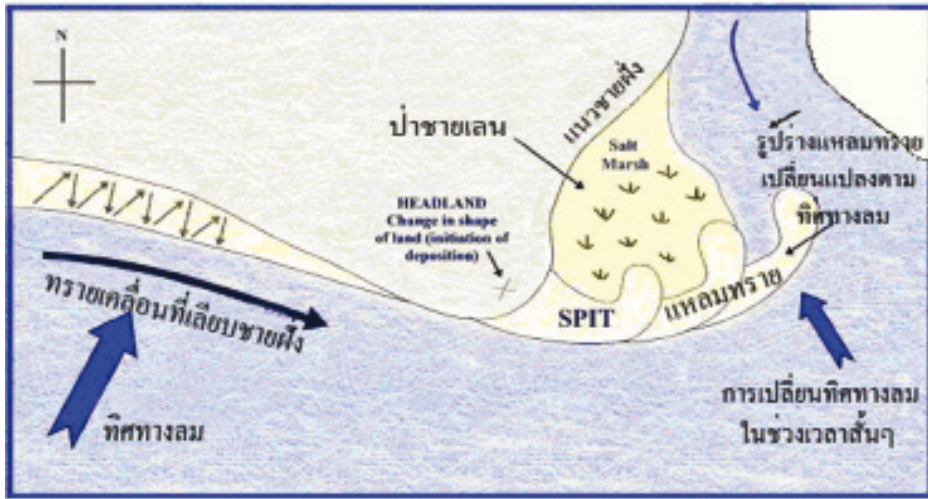 N
ป่าชายเลน
แนวชายฝั่ง
Salt
Marsh
รูปร่างแหลมทราย
เปลี่ยนแปลงตาม
ทิศทางลม
HEADLAND
Change in shape
of land (initiation of
deposition)
ทรายเคลื่อนที่เลียบชายฝั่ง
SPIT
แหลมทราย
ทิศทางลม
การเปลี่ยนทิศทางลม
ในช่วงเวลาสั้นๆ